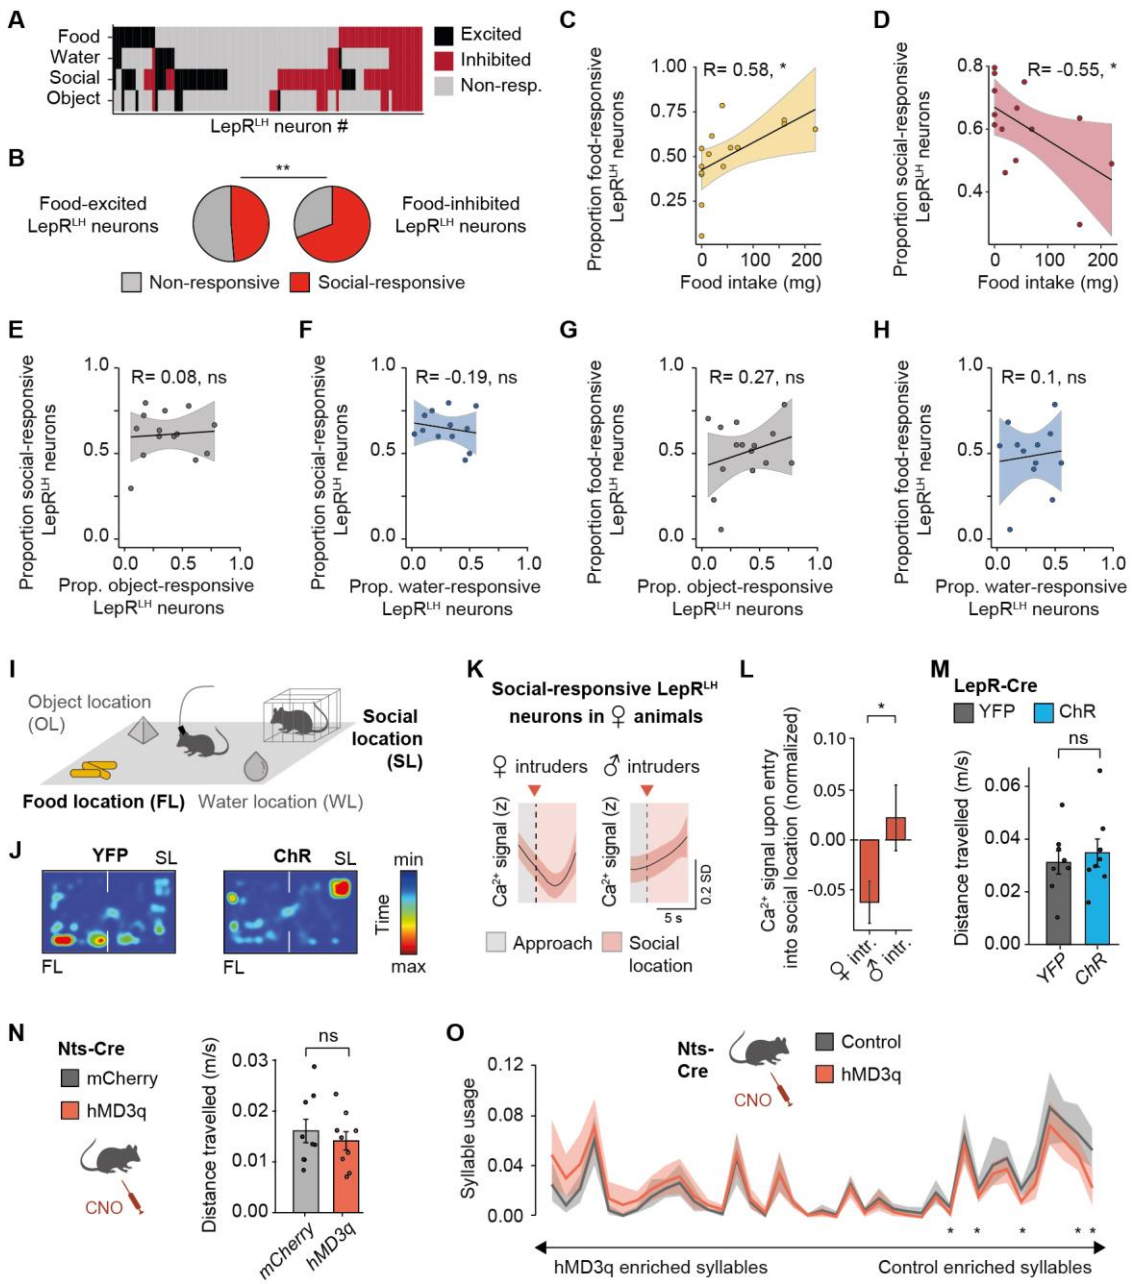 A
Food
Water
Social
Object
Excited
Inhibited
Non-resp.
LepR^LH neuron #
B
**
Food-excited
LepR^LH neurons
Food-inhibited
LepR^LH neurons
Non-responsive
Social-responsive
C
Proportion food-responsive
LepR^LH neurons
1.00
0.75
0.50
0.25
R= 0.58, *
0 100 200
Food intake (mg)
D
Proportion social-responsive
LepR^LH neurons
0.8
0.6
0.4
R= -0.55, *
0 100 200
Food intake (mg)
E
Proportion social-responsive
LepR^LH neurons
1.0
0.5
0.0
R= 0.08, ns
0.0 0.5 1.0
Prop. object-responsive
LepR^LH neurons
F
Proportion social-responsive
LepR^LH neurons
1.0
0.5
0.0
R= -0.19, ns
0.0 0.5 1.0
Prop. water-responsive
LepR^LH neurons
G
Proportion food-responsive
LepR^LH neurons
1.0
0.5
0.0
R= 0.27, ns
0.0 0.5 1.0
Prop. object-responsive
LepR^LH neurons
H
Proportion food-responsive
LepR^LH neurons
1.0
0.5
0.0
R= 0.1, ns
0.0 0.5 1.0
Prop. water-responsive
LepR^LH neurons
I
Object location
(OL)
Social
location
(SL)
Food location (FL)
Water location (WL)
J
YFP
SL
FL
ChR
SL
FL
min
Time
max
K
Social-responsive LepR^LH
neurons in ♀ animals
♀ intruders
♂ intruders
Ca²⁺ signal (z)
Ca²⁺ signal (z)
0.2 SD
5 s
Approach
Social
location
L
Ca²⁺ signal upon entry
into social location (normalized)
*
0.10
0.05
0.00
-0.05
♀ intr.
♂ intr.
M
LepR-Cre
YFP
ChR
ns
Distance travelled (m/s)
0.06
0.04
0.02
0.00
YFP
ChR
N
Nts-Cre
mCherry
hMD3q
CNO
ns
Distance travelled (m/s)
0.03
0.02
0.01
0.00
mCherry
hMD3q
O
Nts-
Cre
CNO
Control
hMD3q
Syllable usage
0.12
0.08
0.04
0.00
* * * * *
hMD3q enriched syllables
Control enriched syllables